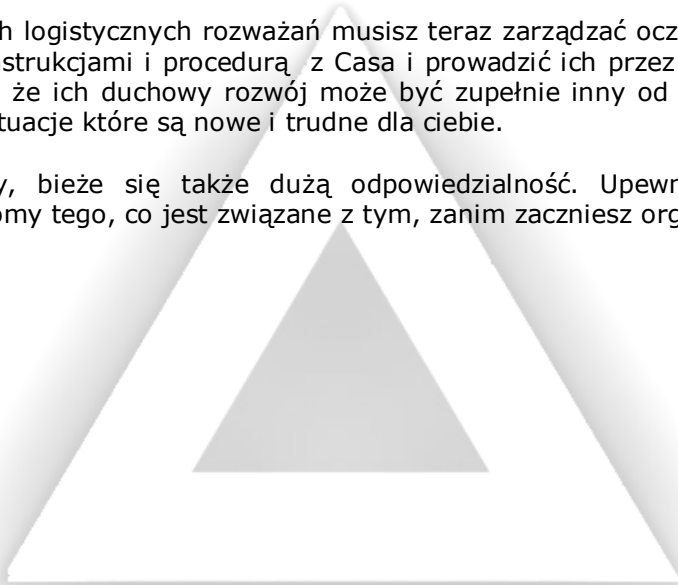 h logistycznych rozważań musisz teraz zarządzać ocz
strukcjami i procedurą z Casa i prowadzić ich przez
że ich duchowy rozwój może być zupełnie inny od
tuacje które są nowe i trudne dla ciebie.
y, bieże się także dużą odpowiedzialność. Upewr
omy tego, co jest związane z tym, zanim zaczniesz org